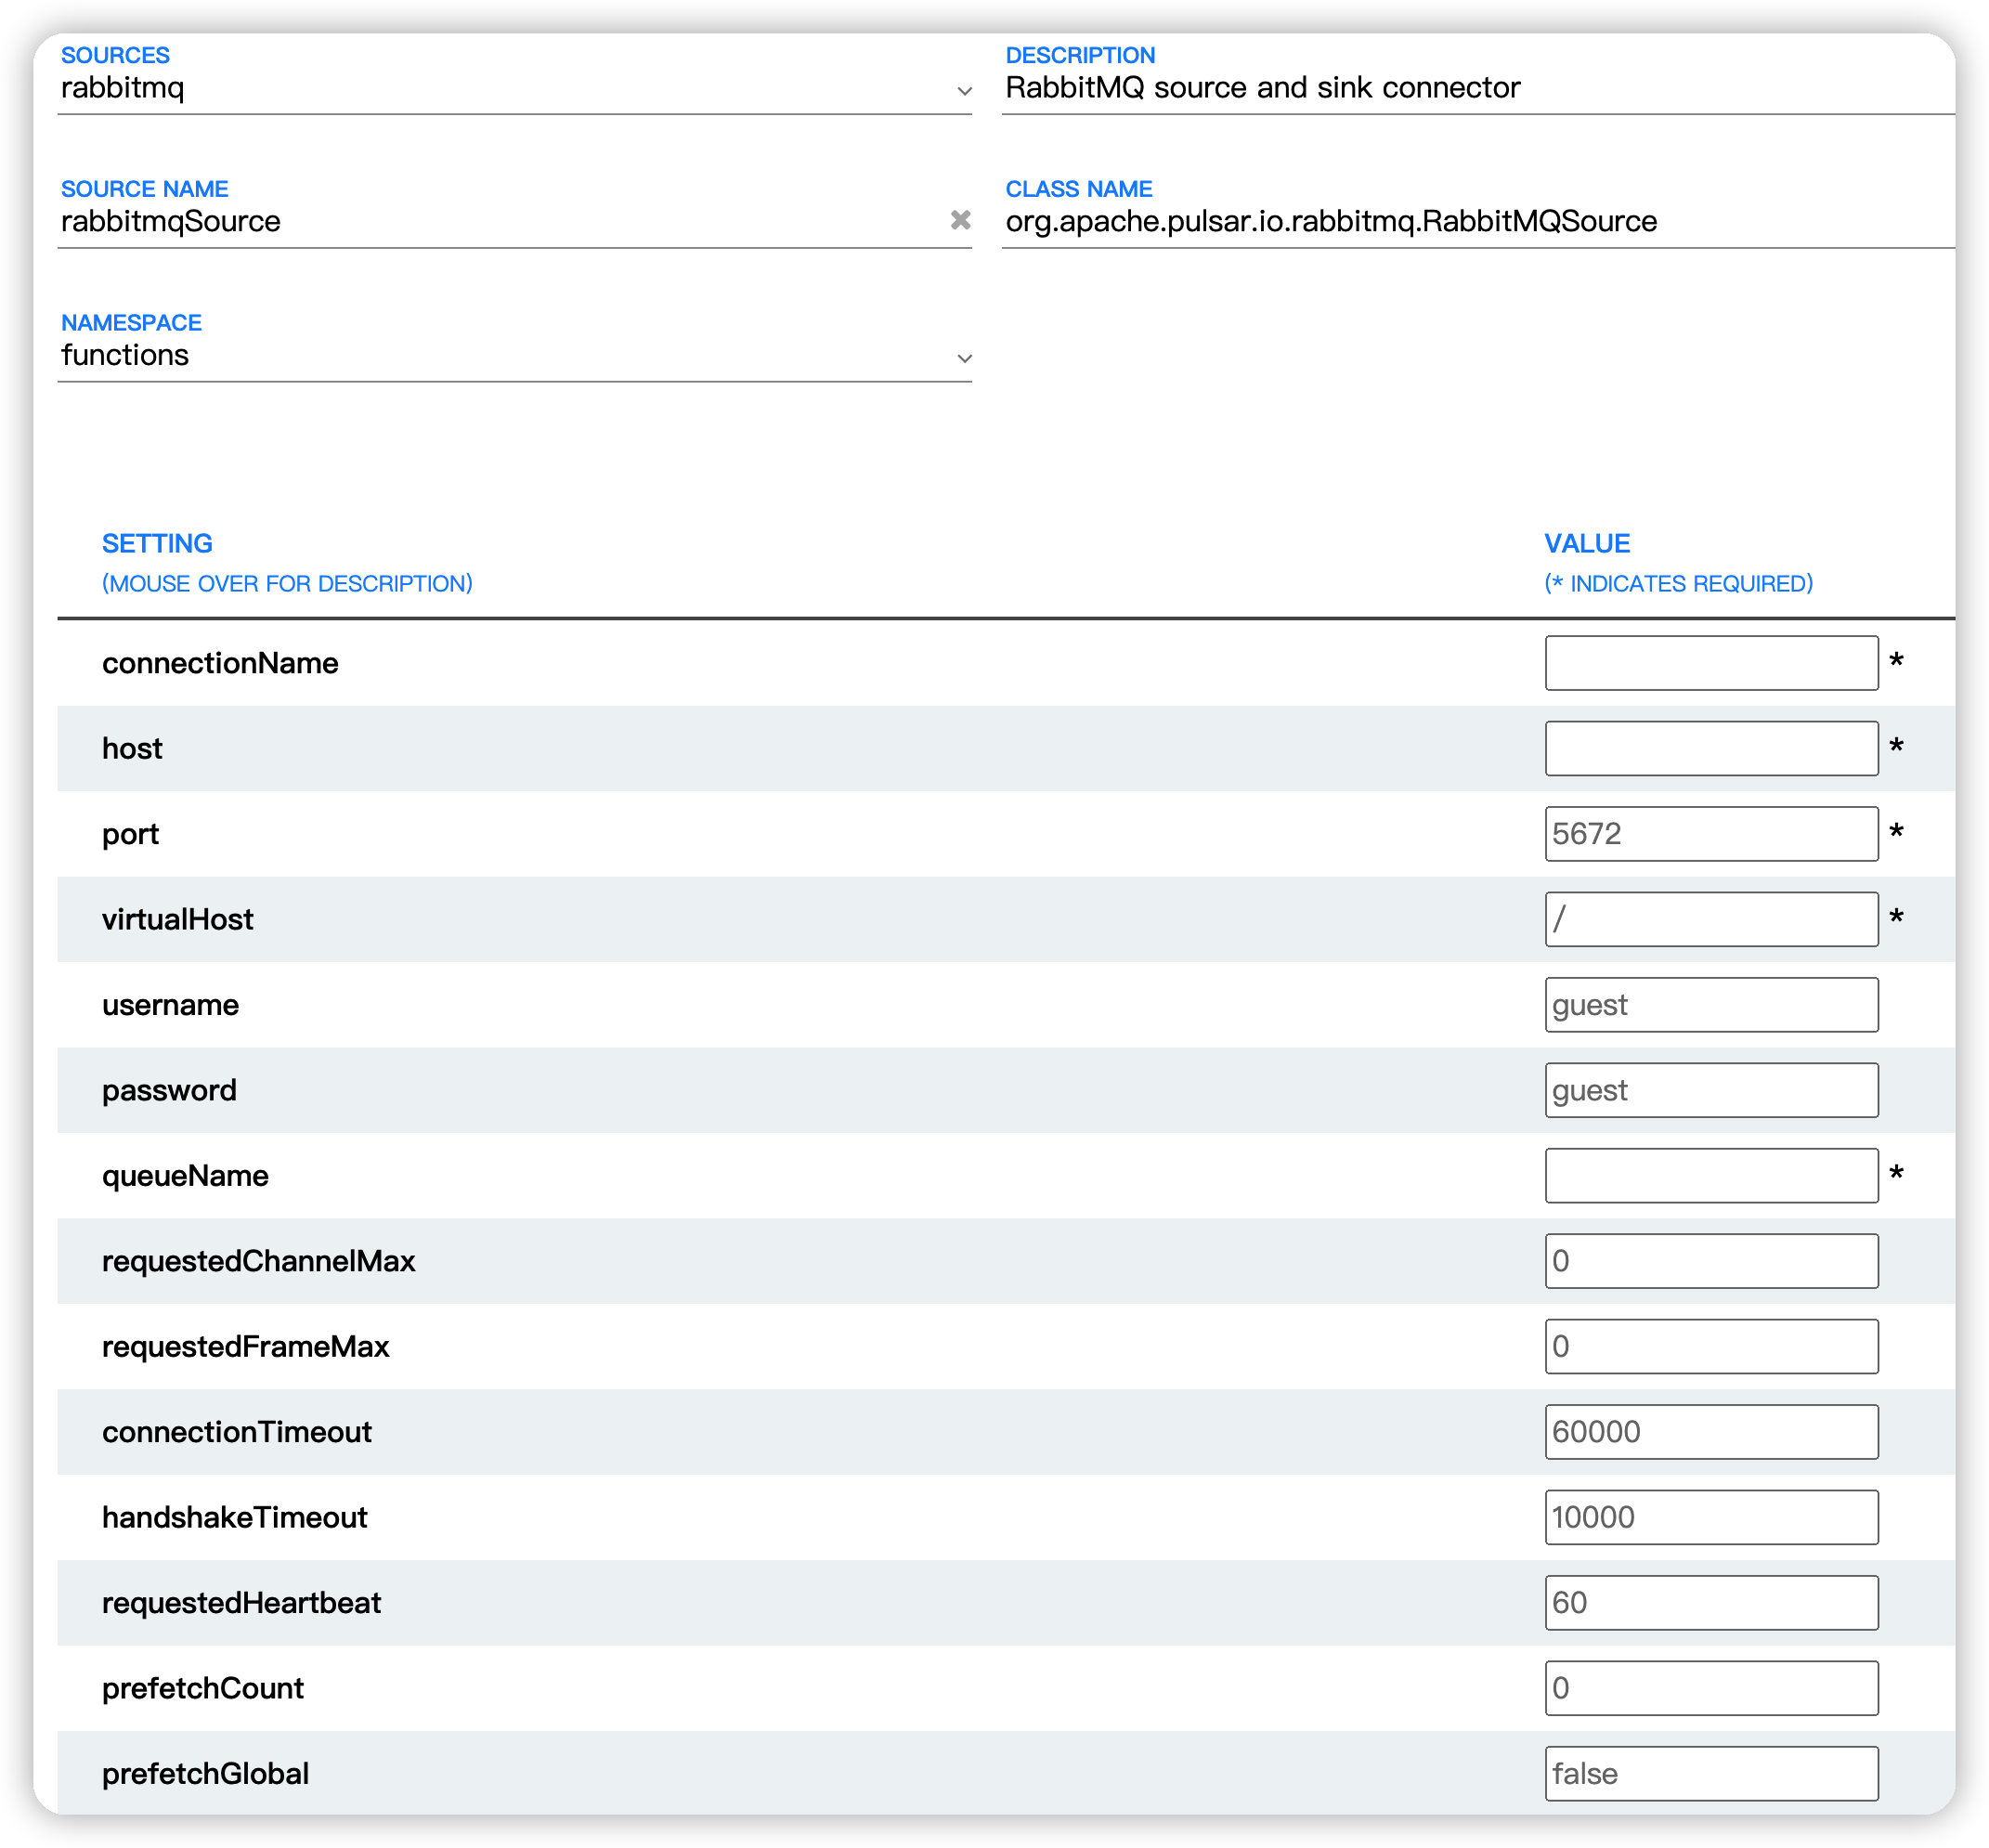 SOURCES
rabbitmq
DESCRIPTION
RabbitMQ source and sink connector
SOURCE NAME
rabbitmqSource
CLASS NAME
org.apache.pulsar.io.rabbitmq.RabbitMQSource
NAMESPACE
functions
SETTING
(MOUSE OVER FOR DESCRIPTION)
VALUE
(* INDICATES REQUIRED)
connectionName *
host *
port 5672 *
virtualHost / *
username guest
password guest
queueName *
requestedChannelMax 0
requestedFrameMax 0
connectionTimeout 60000
handshakeTimeout 10000
requestedHeartbeat 60
prefetchCount 0
prefetchGlobal false